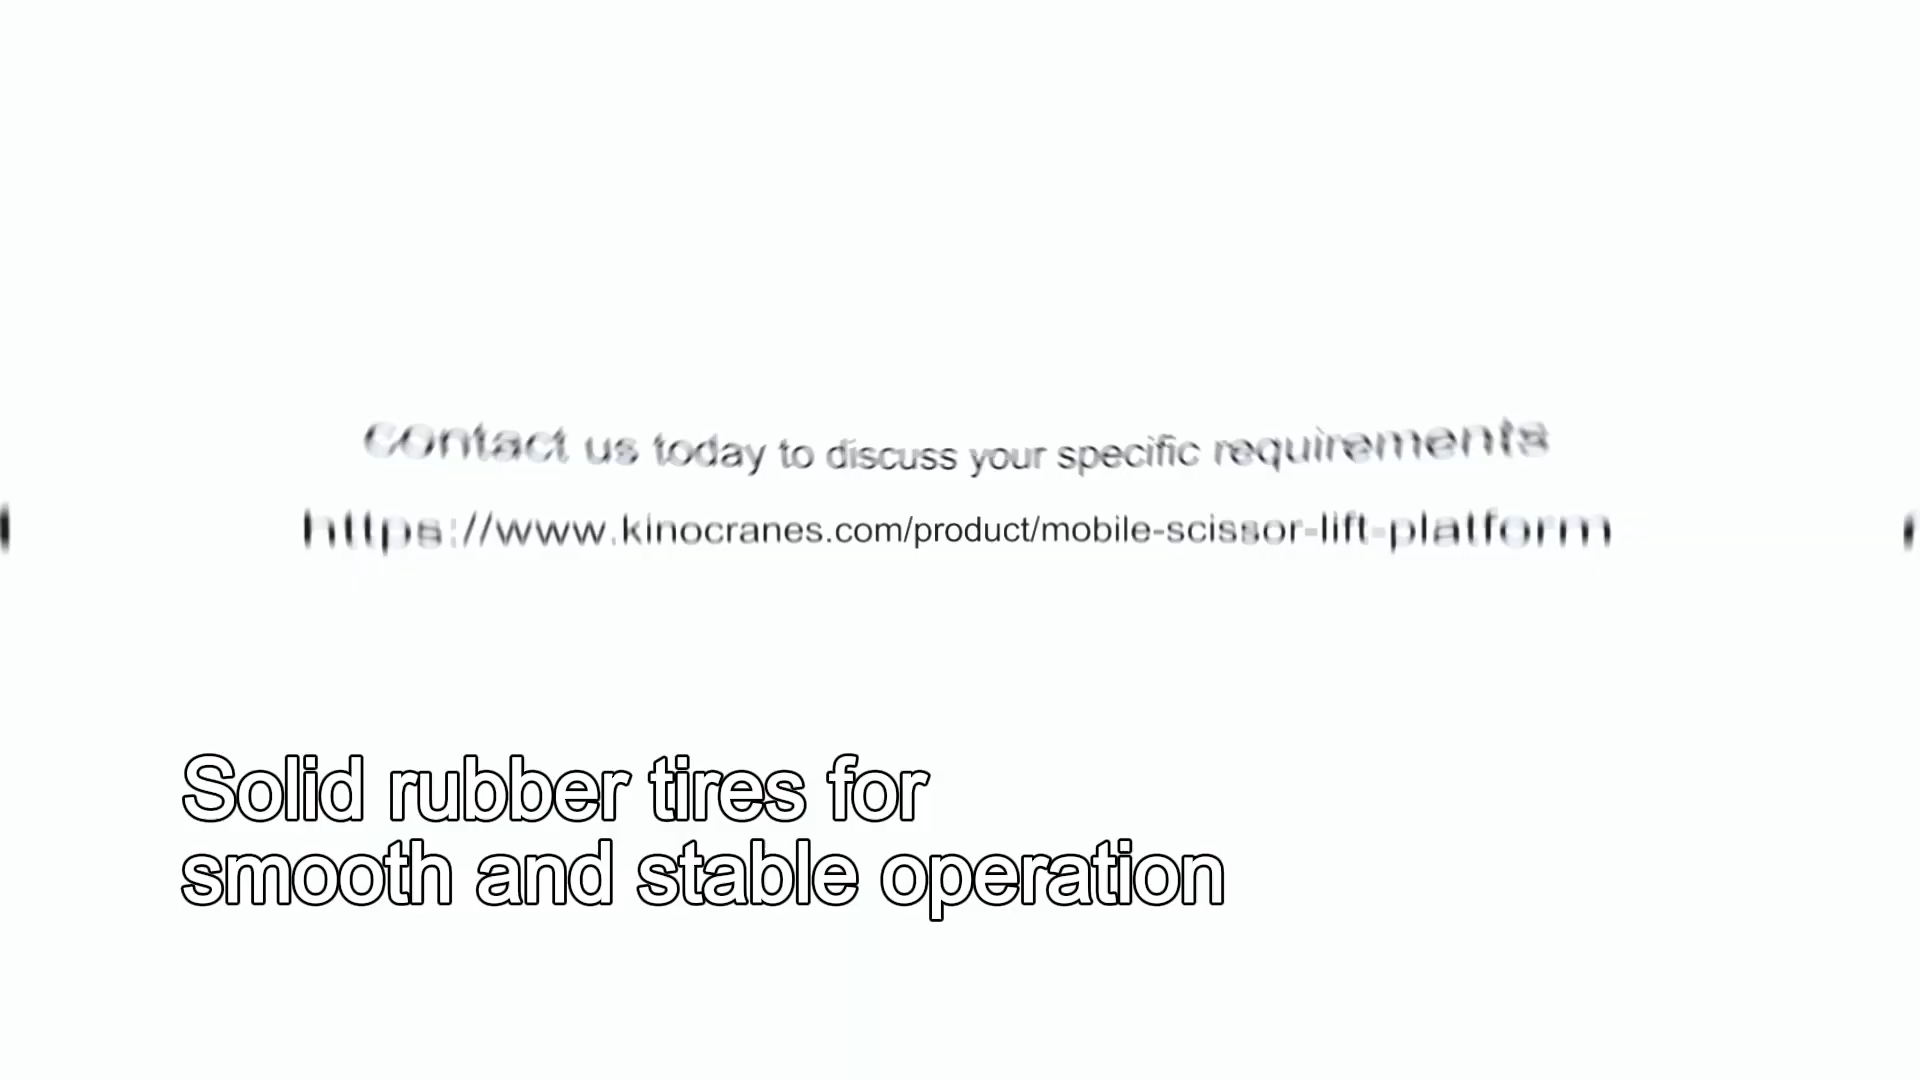 contact us today to discuss your specific requirements
https://www.kinocranes.com/product/mobile-scissor-lift-platform
Solid rubber tires for
smooth and stable operation